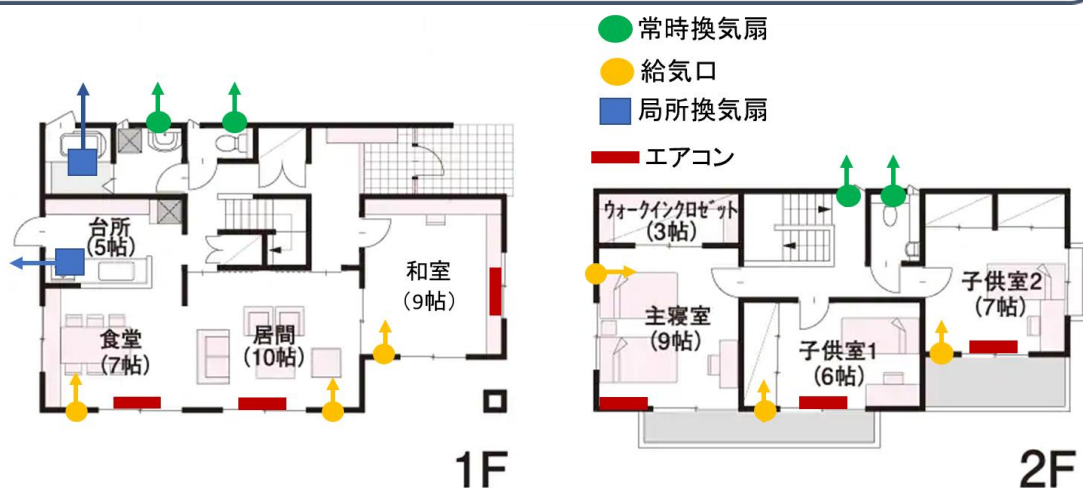 常時換気扇
給気口
局所換気扇
エアコン
台所
(5帖)
食堂
(7帖)
居間
(10帖)
和室
(9帖)
1F
ウォークインクロゼット
(3帖)
主寝室
(9帖)
子供室1
(6帖)
子供室2
(7帖)
2F